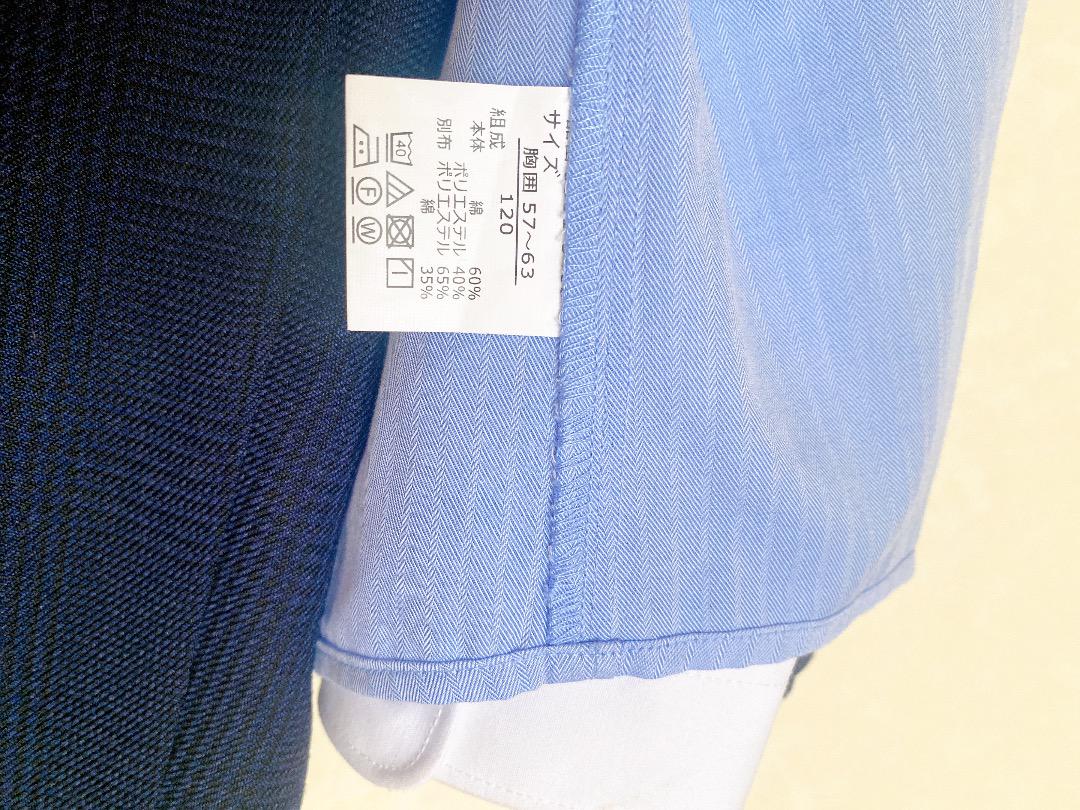 サイズ
胸囲 57〜63
120
組成
本体 綿 60%
ポリエステル 40%
別布 ポリエステル 65%
綿 35%
40
F W